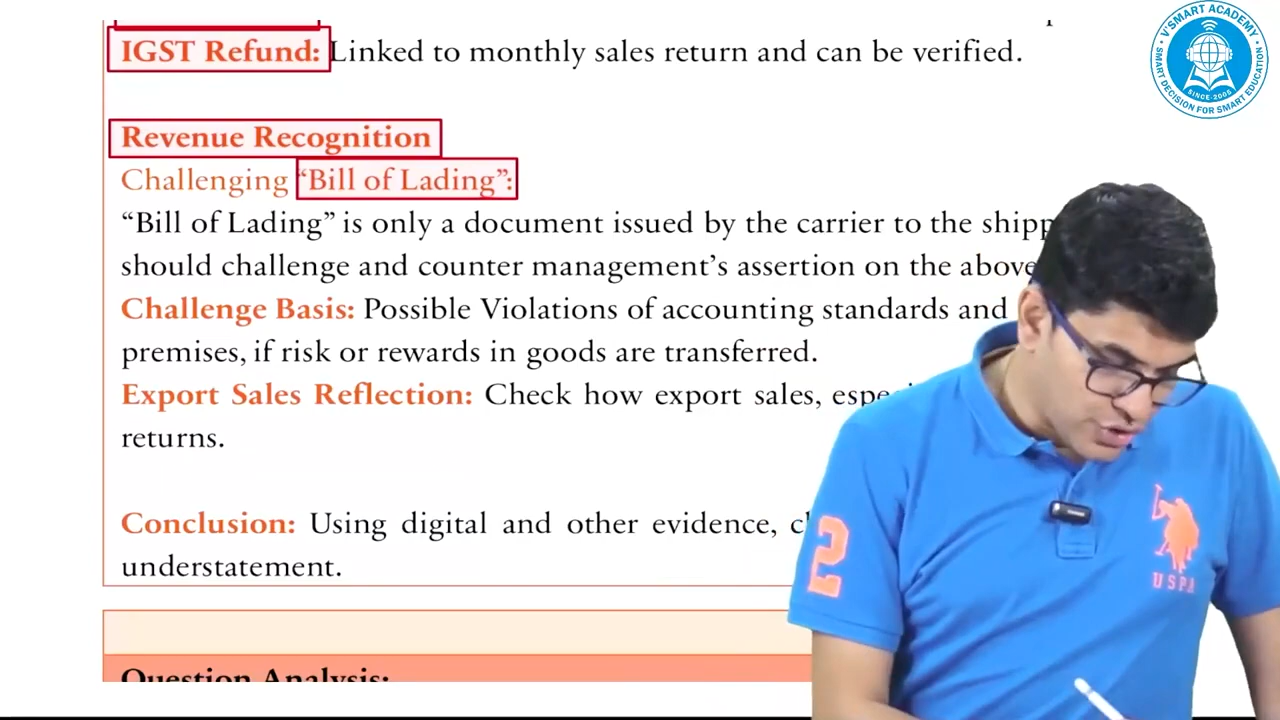 IGST Refund: Linked to monthly sales return and can be verified.
Revenue Recognition
Challenging “Bill of Lading”:
“Bill of Lading” is only a document issued by the carrier to the
should challenge and counter management’s assertion on the above
Challenge Basis: Possible Violations of accounting standards and
premises, if risk or rewards in goods are transferred.
Export Sales Reflection: Check how export sales,
returns.
Conclusion: Using digital and other evidence,
understatement.
Question Analysis:
V'SMART ACADEMY
SMART DECISION FOR SMART EDUCATION
SINCE-2005
2
USPA